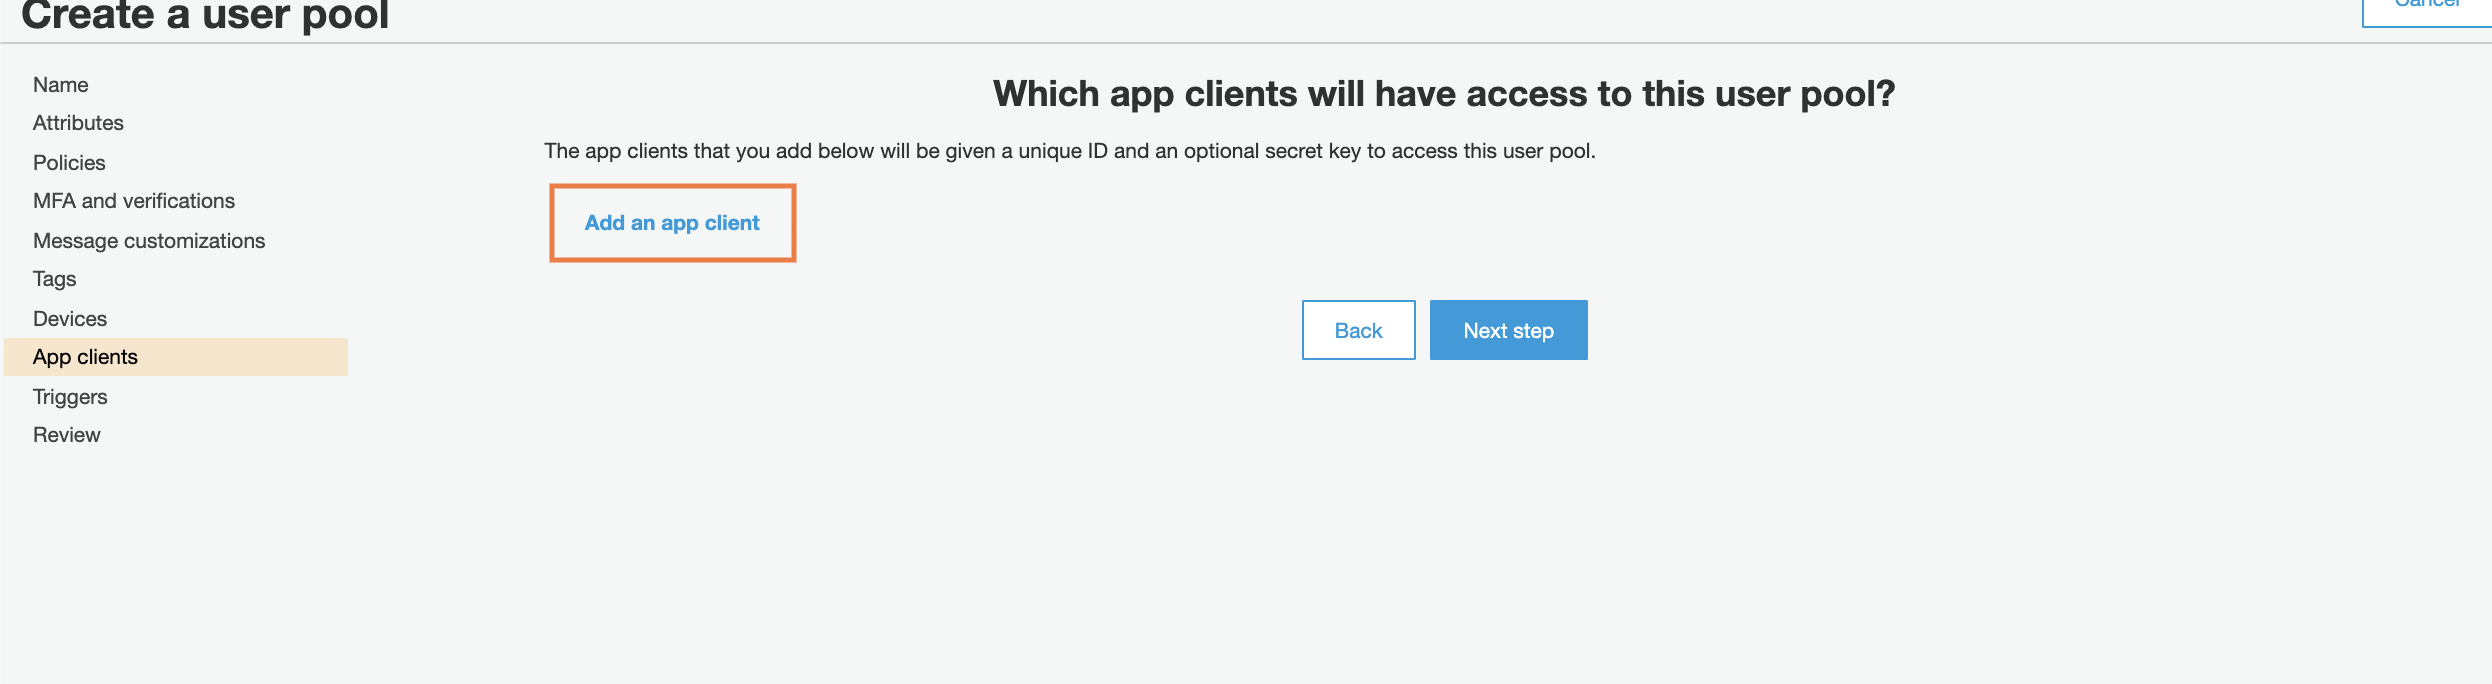 Create a user pool
Cancel
Name
Attributes
Policies
MFA and verifications
Message customizations
Tags
Devices
App clients
Triggers
Review
Which app clients will have access to this user pool?
The app clients that you add below will be given a unique ID and an optional secret key to access this user pool.
Add an app client
Back
Next step